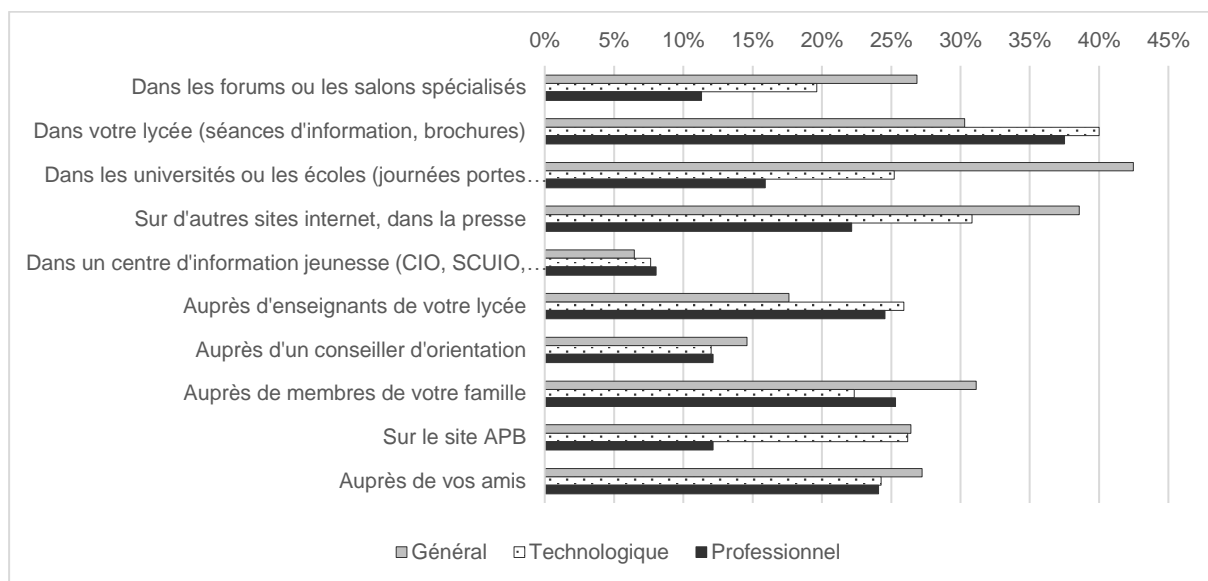 0% 5% 10% 15% 20% 25% 30% 35% 40% 45%
Dans les forums ou les salons spécialisés
Dans votre lycée (séances d'information, brochures)
Dans les universités ou les écoles (journées portes…
Sur d'autres sites internet, dans la presse
Dans un centre d'information jeunesse (CIO, SCUIO,…
Auprès d'enseignants de votre lycée
Auprès d'un conseiller d'orientation
Auprès de membres de votre famille
Sur le site APB
Auprès de vos amis
Général Technologique Professionnel